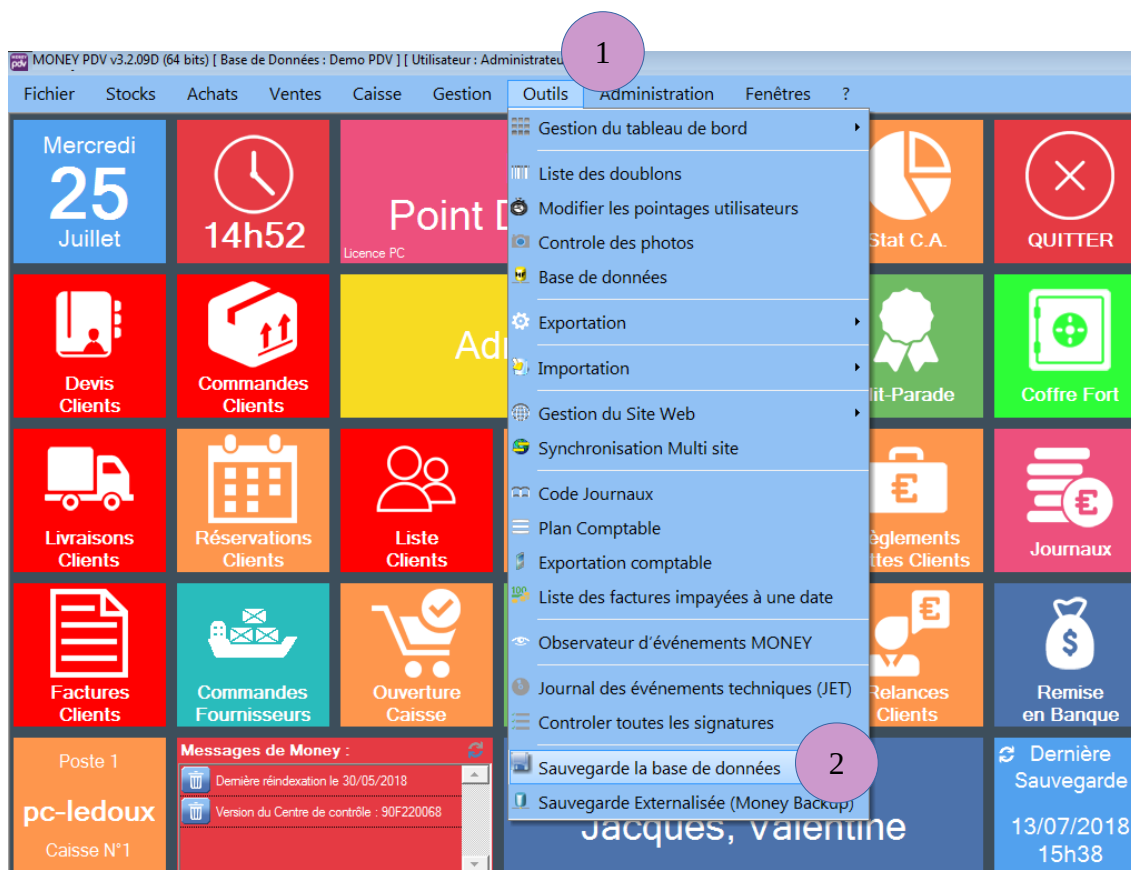 1
MONEY PDV v3.2.09D (64 bits) [ Base de Données : Demo PDV ] [ Utilisateur : Administrateu
Fichier Stocks Achats Ventes Caisse Gestion Outils Administration Fenêtres ?
Mercredi
25
Juillet
14h52
Point D
Licence PC
Stat C.A.
QUITTER
Gestion du tableau de bord
Liste des doublons
Modifier les pointages utilisateurs
Controle des photos
Base de données
Exportation
Importation
Gestion du Site Web
Synchronisation Multi site
Code Journaux
Plan Comptable
Exportation comptable
Liste des factures impayées à une date
Observateur d'événements MONEY
Journal des événements techniques (JET)
Controler toutes les signatures
Sauvegarde la base de données
2
Sauvegarde Externalisée (Money Backup)
Devis
Clients
Commandes
Clients
Adı
it-Parade
Coffre Fort
Livraisons
Clients
Réservations
Clients
Liste
Clients
èglements
ttes Clients
Journaux
Factures
Clients
Commandes
Fournisseurs
Ouverture
Caisse
Relances
Clients
Remise
en Banque
Poste 1
pc-ledoux
Caisse N°1
Messages de Money :
Dernière réindexation le 30/05/2018
Version du Centre de contrôle : 90F220068
Jacques, Valentine
Dernière
Sauvegarde
13/07/2018
15h38